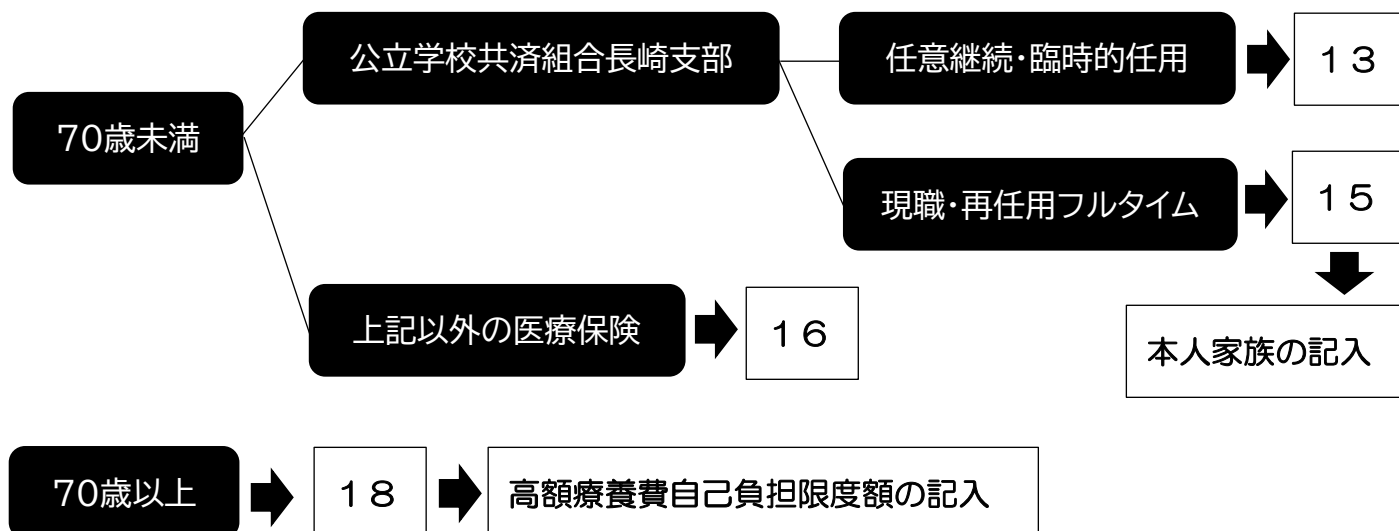 公立学校共済組合長崎支部
任意継続・臨時的任用
１３
70歳未満
現職・再任用フルタイム
１５
上記以外の医療保険
１６
本人家族の記入
70歳以上
１８
高額療養費自己負担限度額の記入